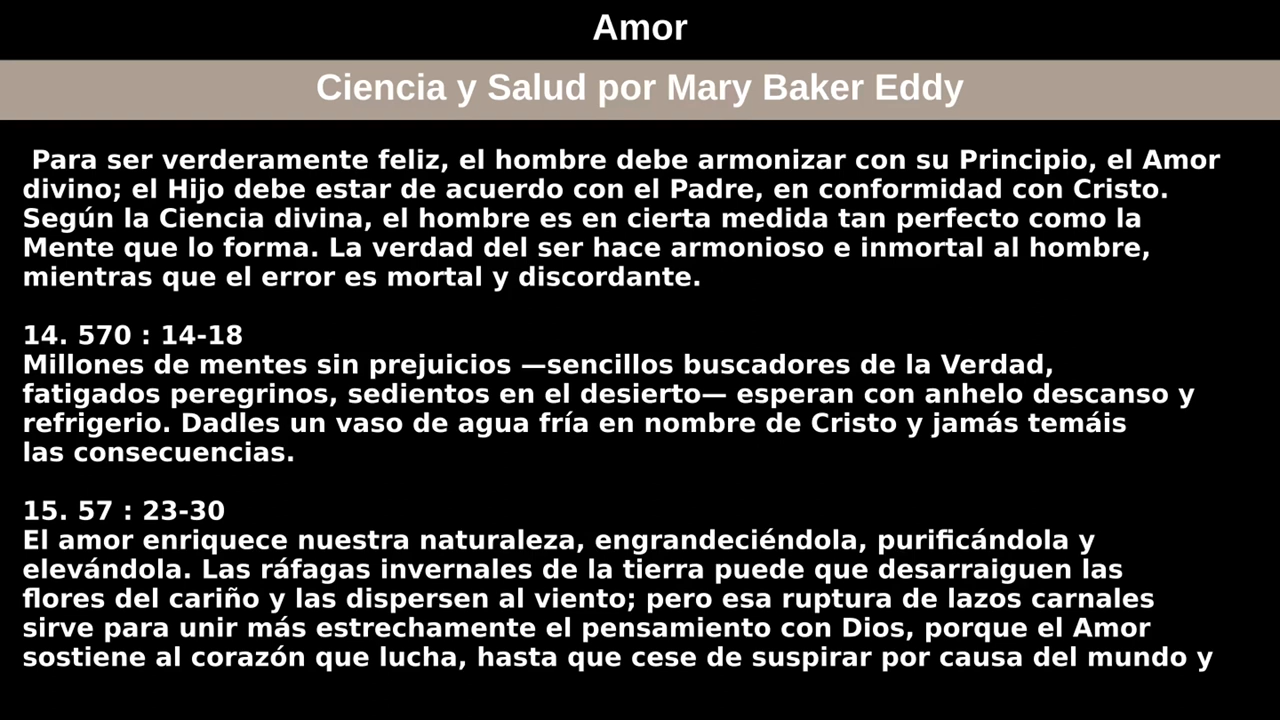 Amor
Ciencia y Salud por Mary Baker Eddy
Para ser verderamente feliz, el hombre debe armonizar con su Principio, el Amor
divino; el Hijo debe estar de acuerdo con el Padre, en conformidad con Cristo.
Según la Ciencia divina, el hombre es en cierta medida tan perfecto como la
Mente que lo forma. La verdad del ser hace armonioso e inmortal al hombre,
mientras que el error es mortal y discordante.
14. 570 : 14-18
Millones de mentes sin prejuicios —sencillos buscadores de la Verdad,
fatigados peregrinos, sedientos en el desierto— esperan con anhelo descanso y
refrigerio. Dadles un vaso de agua fría en nombre de Cristo y jamás temáis
las consecuencias.
15. 57 : 23-30
El amor enriquece nuestra naturaleza, engrandeciéndola, purificándola y
elevándola. Las ráfagas invernales de la tierra puede que desarraiguen las
flores del cariño y las dispersen al viento; pero esa ruptura de lazos carnales
sirve para unir más estrechamente el pensamiento con Dios, porque el Amor
sostiene al corazón que lucha, hasta que cese de suspirar por causa del mundo y